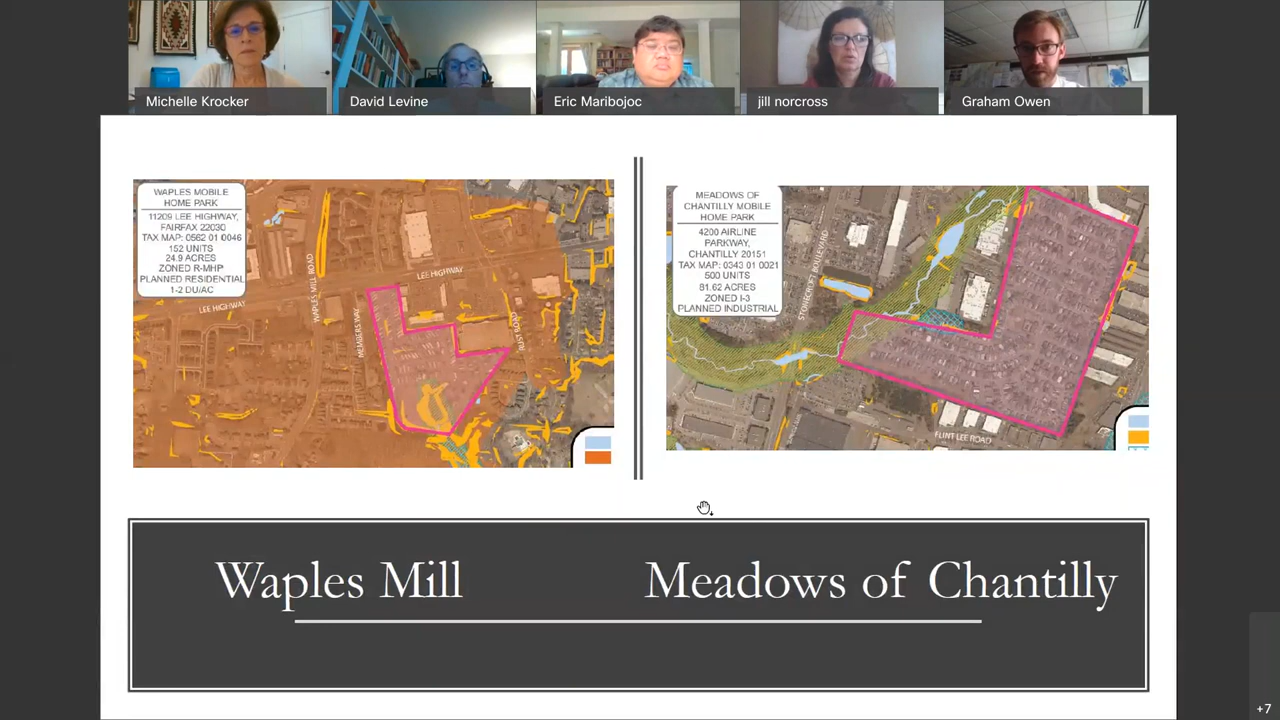 Michelle Krocker
David Levine
Eric Maribojoc
jill norcross
Graham Owen
WAPLES MOBILE
HOME PARK
11209 LEE HIGHWAY,
FAIRFAX 22030
TAX MAP: 0562 01 0046
152 UNITS
24.9 ACRES
ZONED R-MHP
PLANNED RESIDENTIAL
1-2 DU/AC
LEE HIGHWAY
WAPLES MILL ROAD
MEMBERS WAY
LEE HIGHWAY
MEADOWS OF
CHANTILLY MOBILE
HOME PARK
4200 AIRLINE
PARKWAY,
CHANTILLY 20151
TAX MAP: 0343 01 0021
500 UNITS
81.62 ACRES
ZONED I-3
PLANNED INDUSTRIAL
STONECROFT BOULEVARD
FLINT LEE ROAD
Waples Mill
Meadows of Chantilly
+7